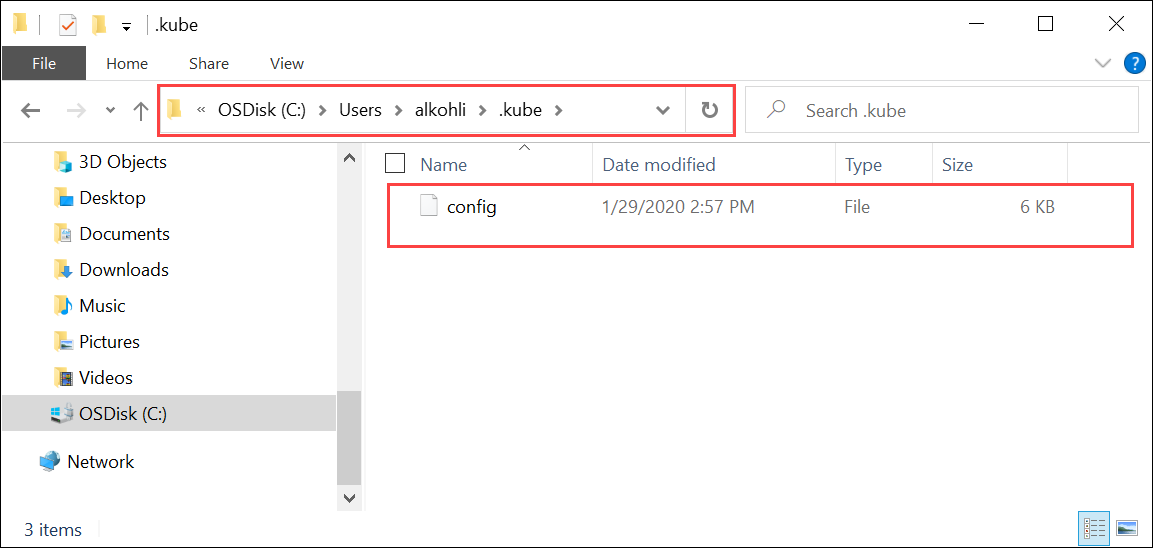 .kube
File Home Share View
?
« OSDisk (C:) > Users > alkohli > .kube >
Search .kube
Name Date modified Type Size
config 1/29/2020 2:57 PM File 6 KB
3D Objects
Desktop
Documents
Downloads
Music
Pictures
Videos
OSDisk (C:)
Network
3 items